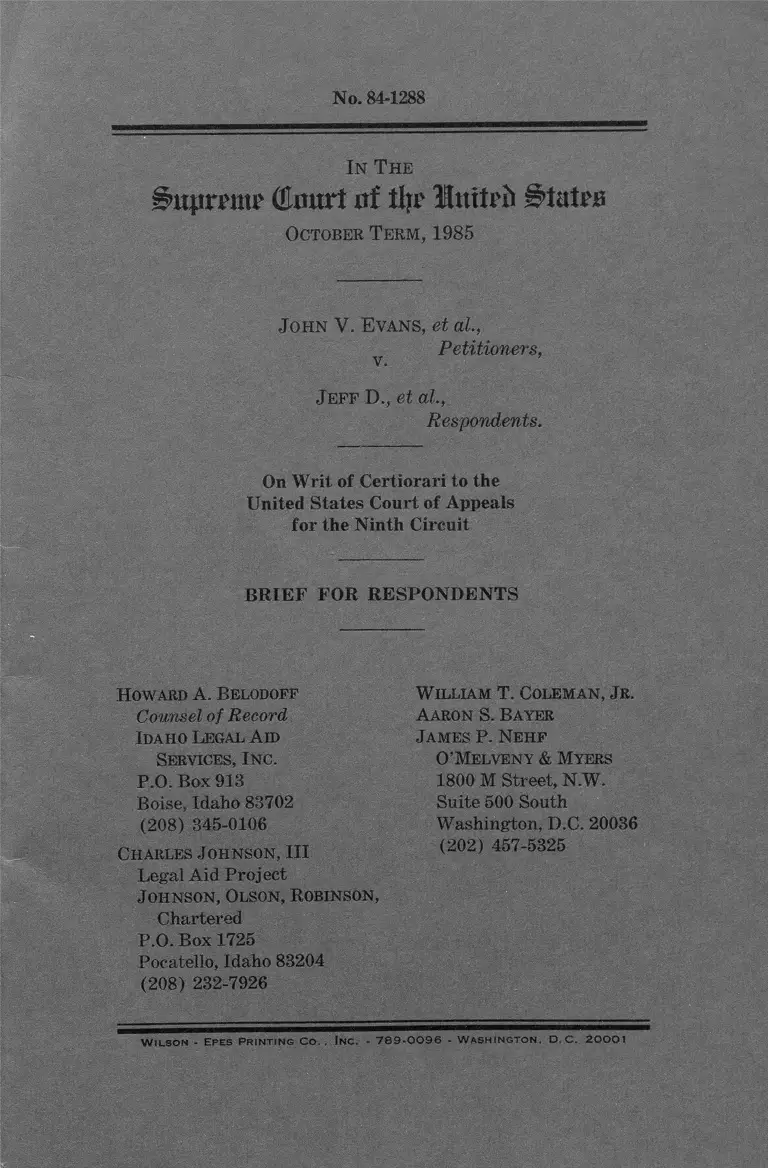 No. 84-1288
IN THE
Supreme Court of the United States
OCTOBER TERM, 1985
JOHN V. EVANS, et al.,
Petitioners,
v.
JEFF D., et al.,
Respondents.
On Writ of Certiorari to the
United States Court of Appeals
for the Ninth Circuit
BRIEF FOR RESPONDENTS
HOWARD A. BELODOFF
Counsel of Record
IDAHO LEGAL AID
SERVICES, INC.
P.O. Box 913
Boise, Idaho 83702
(208) 345-0106
CHARLES JOHNSON, III
Legal Aid Project
JOHNSON, OLSON, ROBINSON,
Chartered
P.O. Box 1725
Pocatello, Idaho 83204
(208) 232-7926
WILLIAM T. COLEMAN, JR.
AARON S. BAYER
JAMES P. NEHF
O'MELVENY & MYERS
1800 M Street, N.W.
Suite 500 South
Washington, D.C. 20036
(202) 457-5325
WILSON - EPES PRINTING CO., INC. - 789-0096 - WASHINGTON, D.C. 20001